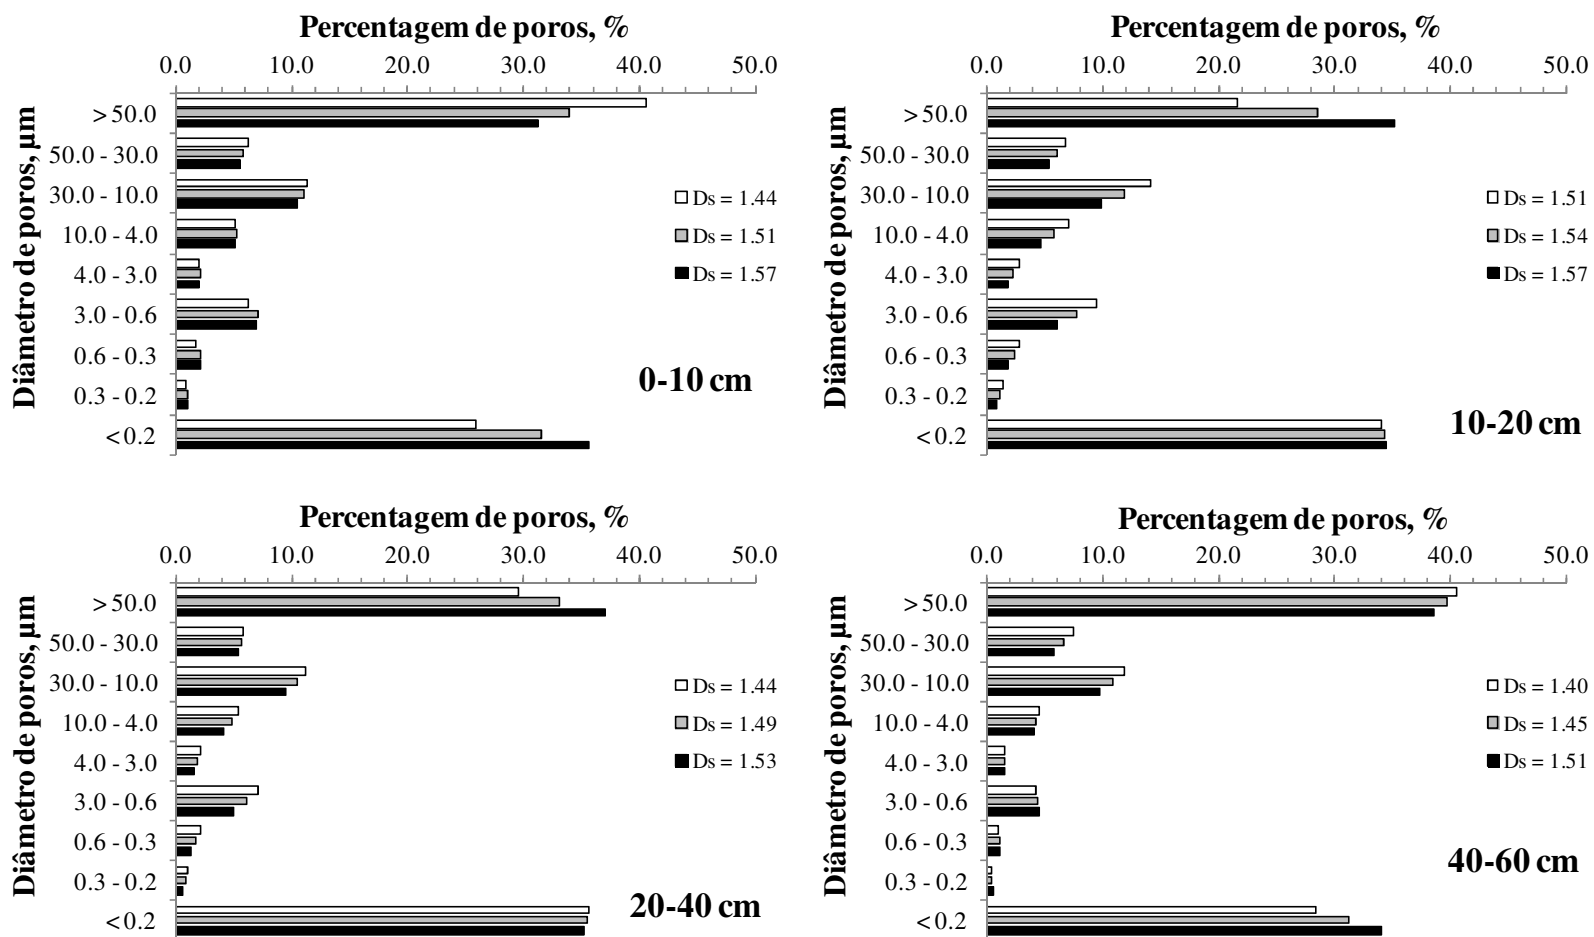 Percentagem de poros, %
0.0 10.0 20.0 30.0 40.0 50.0
Diâmetro de poros, µm
> 50.0
50.0 - 30.0
30.0 - 10.0
10.0 - 4.0
4.0 - 3.0
3.0 - 0.6
0.6 - 0.3
0.3 - 0.2
< 0.2
Ds = 1.44
Ds = 1.51
Ds = 1.57
0-10 cm
Percentagem de poros, %
0.0 10.0 20.0 30.0 40.0 50.0
Diâmetro de poros, µm
> 50.0
50.0 - 30.0
30.0 - 10.0
10.0 - 4.0
4.0 - 3.0
3.0 - 0.6
0.6 - 0.3
0.3 - 0.2
< 0.2
Ds = 1.51
Ds = 1.54
Ds = 1.57
10-20 cm
Percentagem de poros, %
0.0 10.0 20.0 30.0 40.0 50.0
Diâmetro de poros, µm
> 50.0
50.0 - 30.0
30.0 - 10.0
10.0 - 4.0
4.0 - 3.0
3.0 - 0.6
0.6 - 0.3
0.3 - 0.2
< 0.2
Ds = 1.44
Ds = 1.49
Ds = 1.53
20-40 cm
Percentagem de poros, %
0.0 10.0 20.0 30.0 40.0 50.0
Diâmetro de poros, µm
> 50.0
50.0 - 30.0
30.0 - 10.0
10.0 - 4.0
4.0 - 3.0
3.0 - 0.6
0.6 - 0.3
0.3 - 0.2
< 0.2
Ds = 1.40
Ds = 1.45
Ds = 1.51
40-60 cm